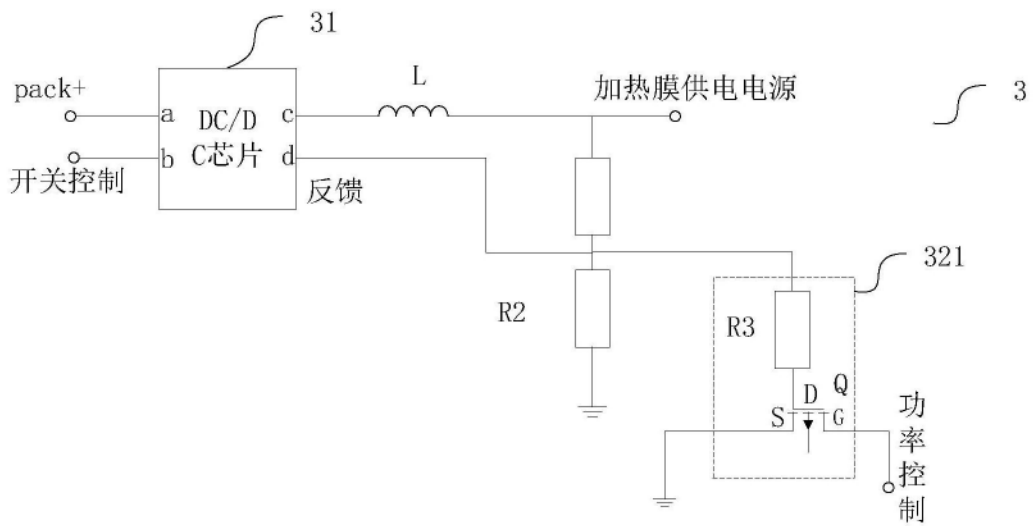 31
pack+
L
加热膜供电电源
3
a
DC/D
c
C芯片
b
d
开关控制
反馈
321
R2
R3
D
Q
S
G
功率控制